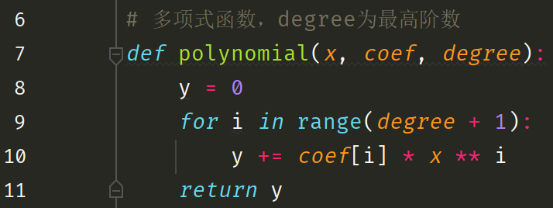 6 # 多项式函数，degree为最高阶数
7 def polynomial(x, coef, degree):
8 y = 0
9 for i in range(degree + 1):
10 y += coef[i] * x ** i
11 return y